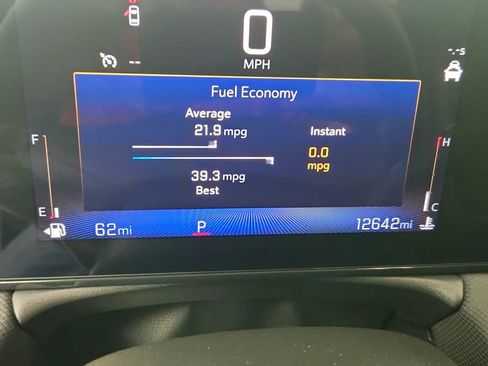 0
MPH
--
-.-s
Fuel Economy
Average
21.9 mpg
Instant
0.0
mpg
39.3 mpg
Best
F
E
H
C
62mi
P
12642mi